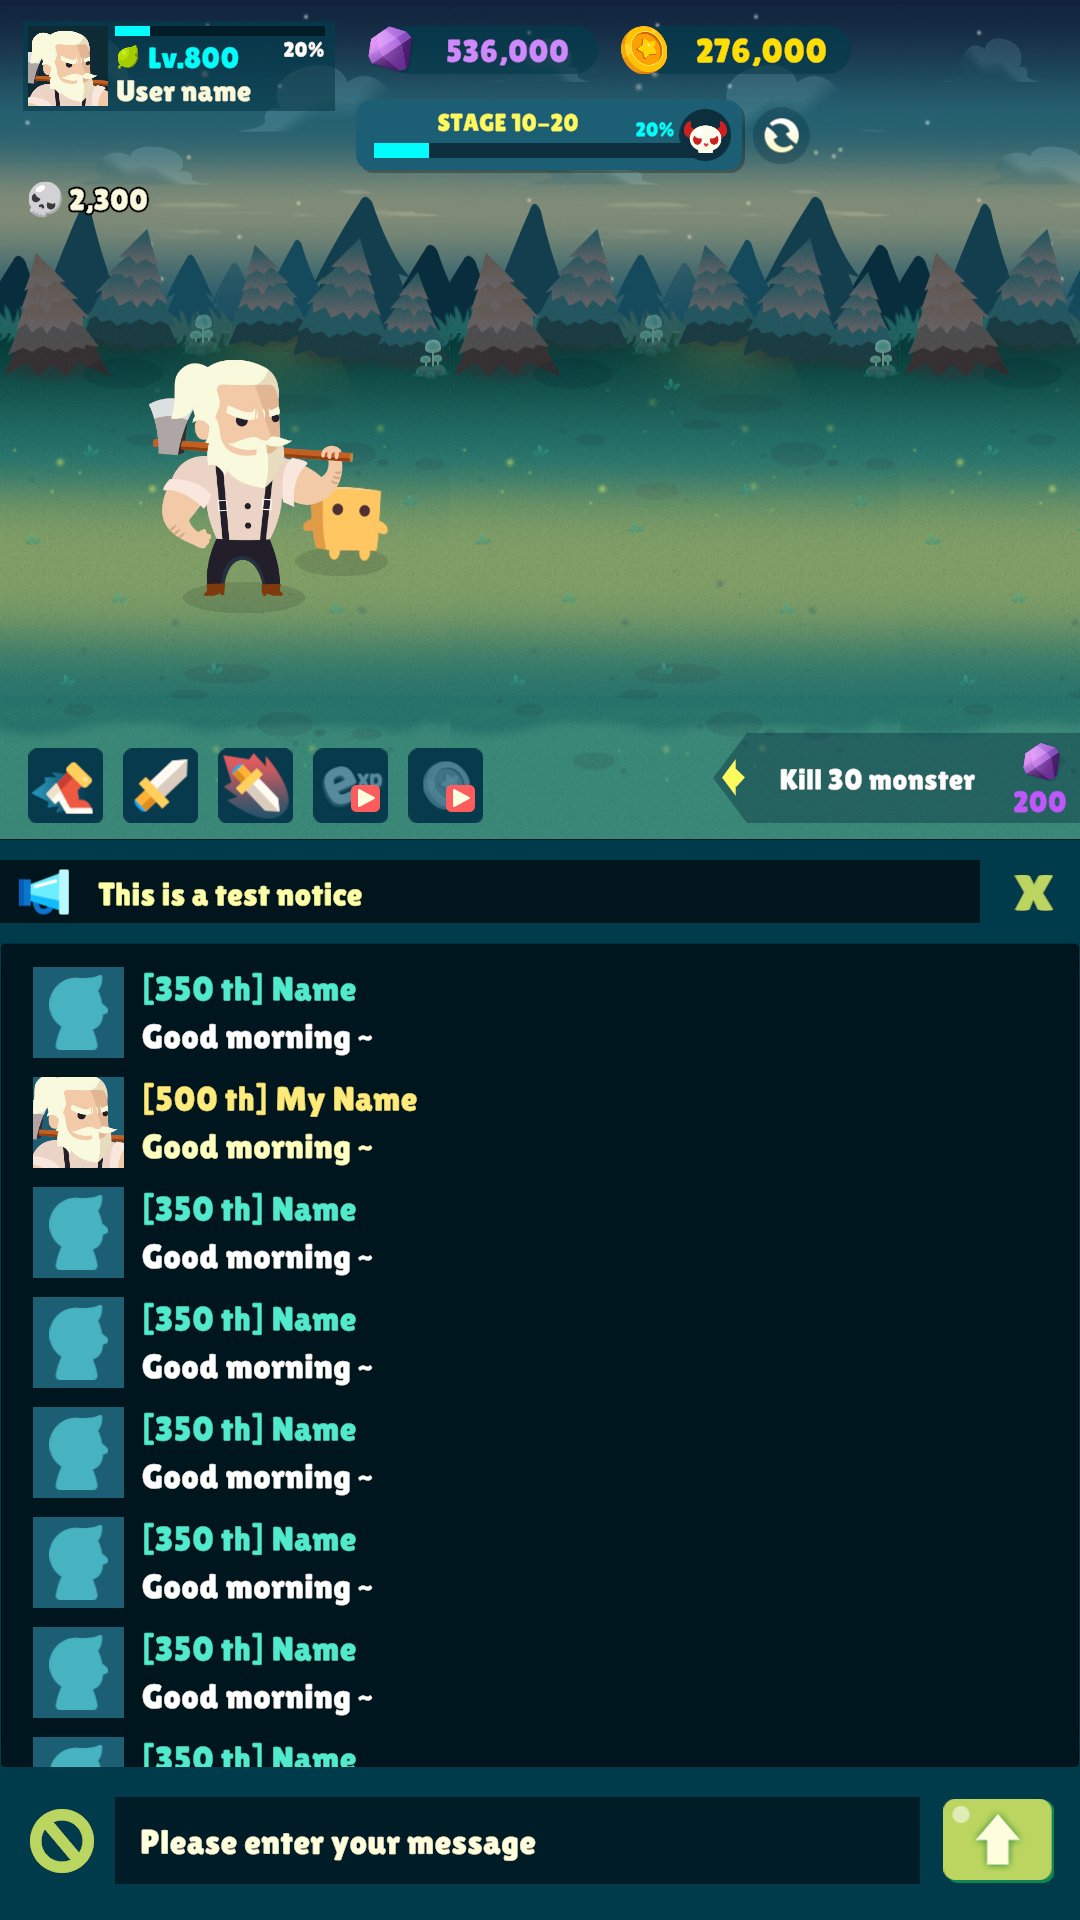 Lv.800
20%
User name
536,000
276,000
STAGE 10-20
20%
2,300
exp
Kill 30 monster
200
This is a test notice
X
[350 th] Name
Good morning ~
[500 th] My Name
Good morning ~
[350 th] Name
Good morning ~
[350 th] Name
Good morning ~
[350 th] Name
Good morning ~
[350 th] Name
Good morning ~
[350 th] Name
Good morning ~
[350 th] Name
Please enter your message